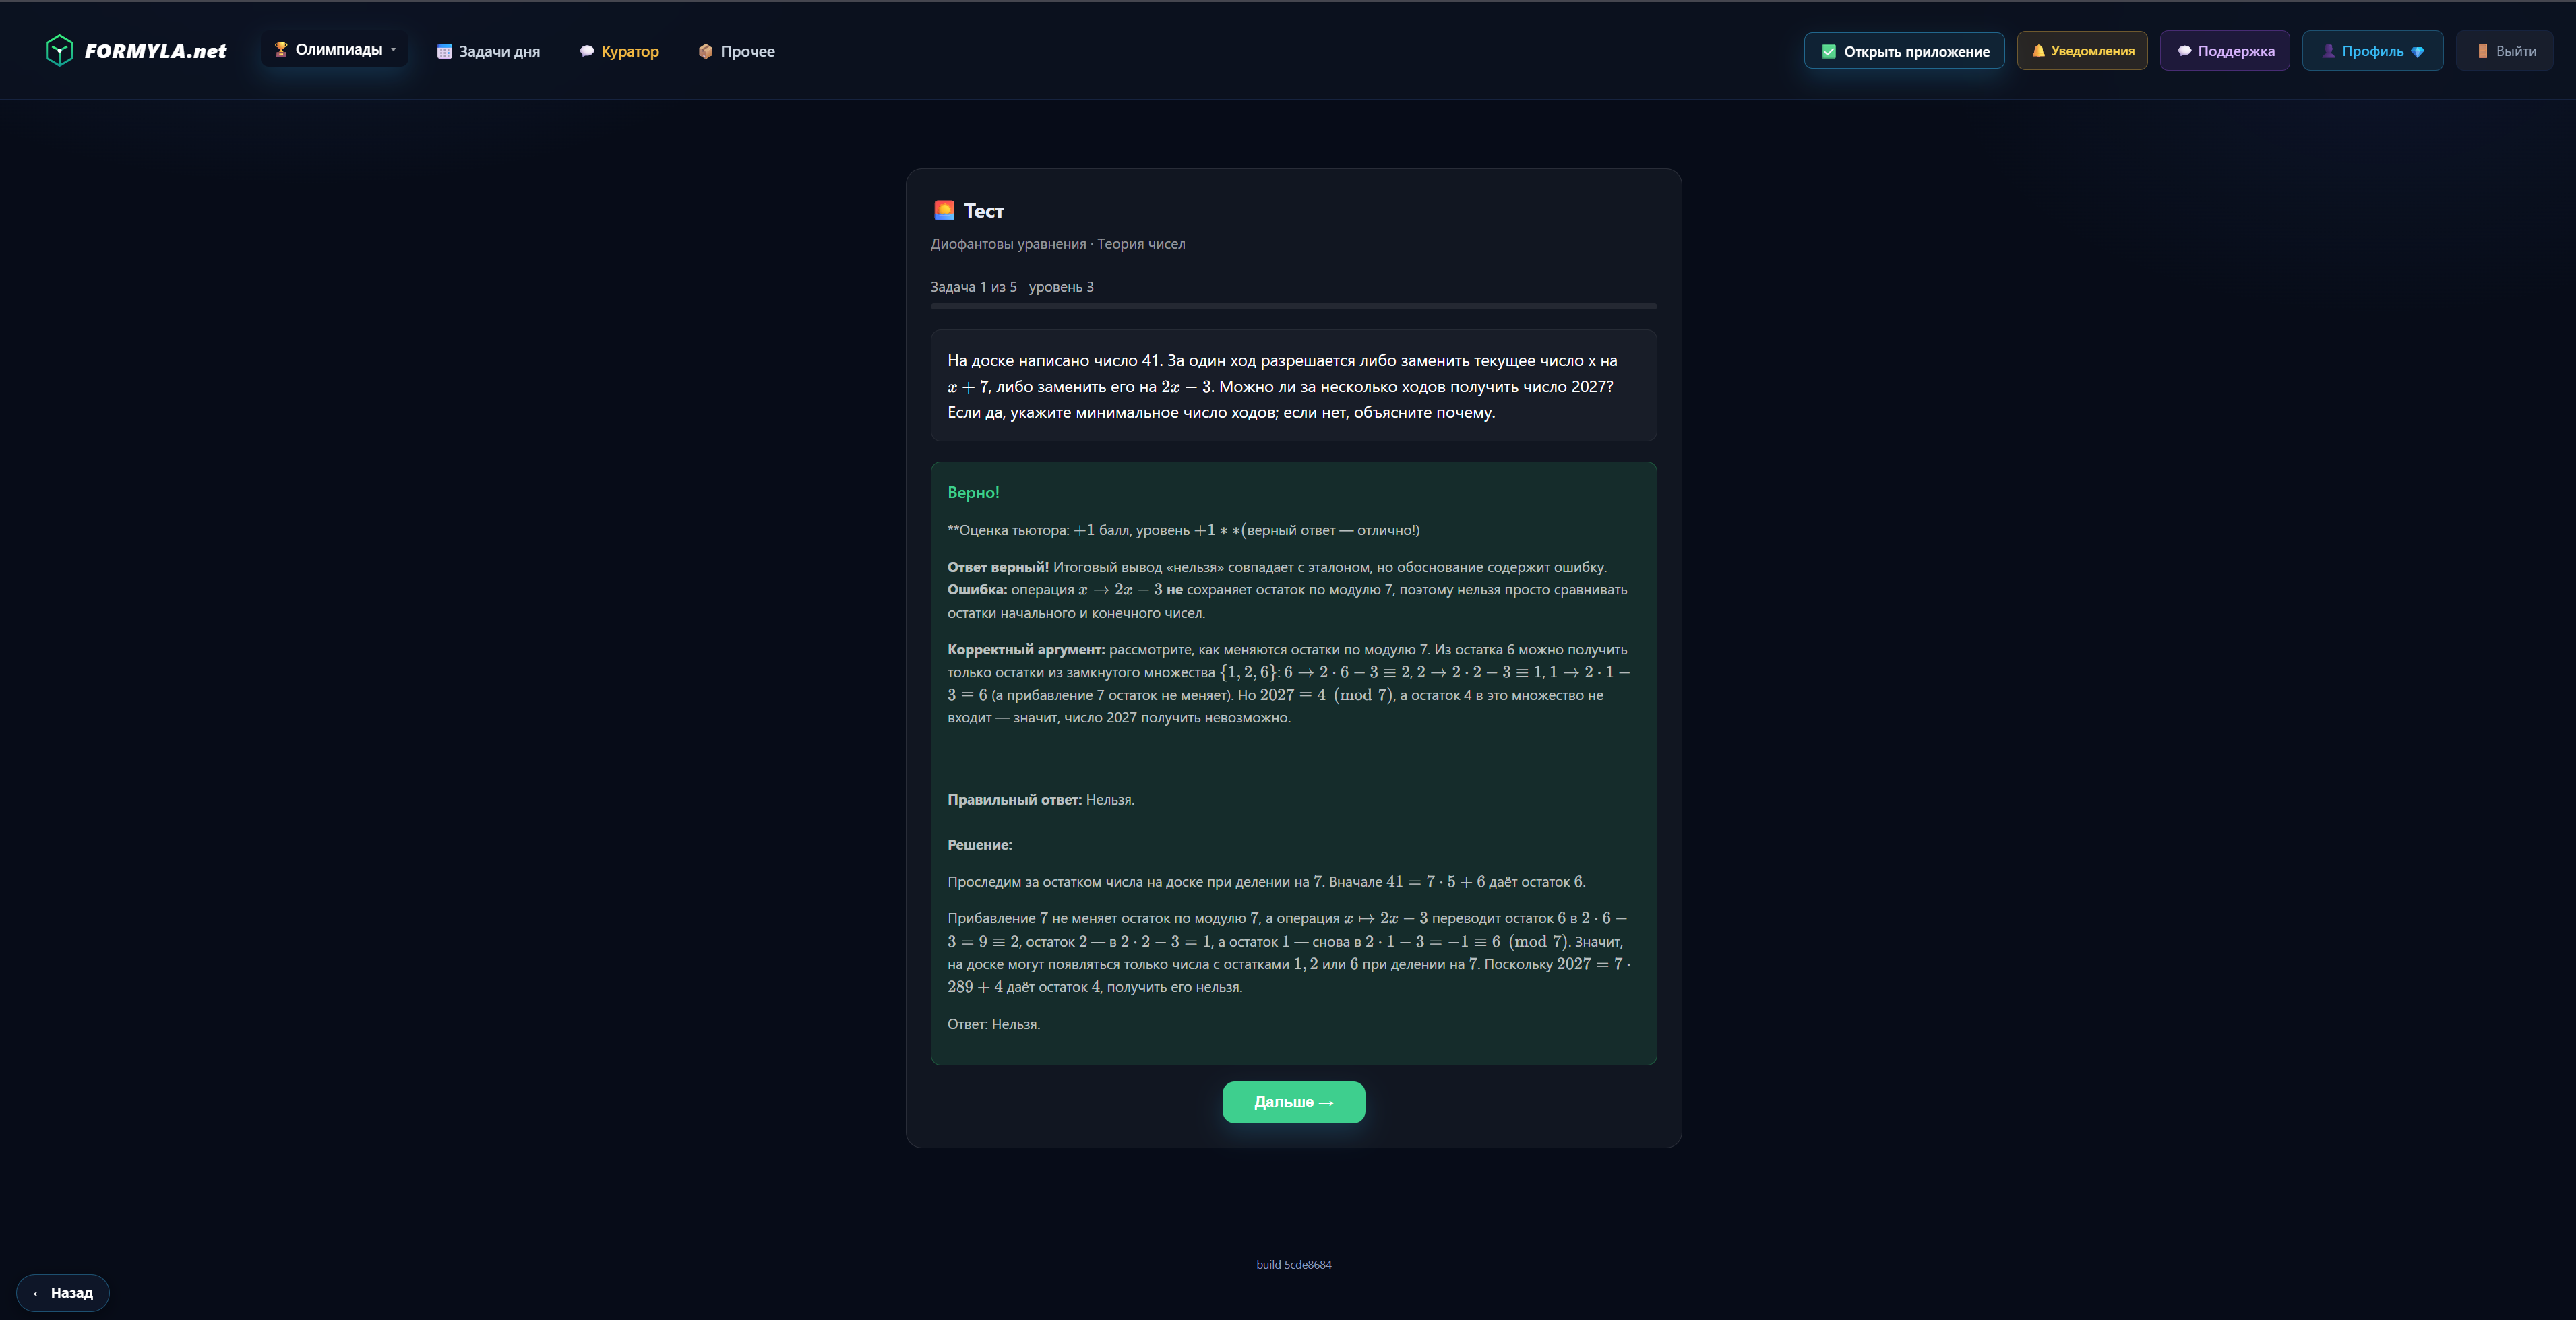 FORMYLA.net
🏆 Олимпиады
Задачи дня
Куратор
Прочее
Открыть приложение
Уведомления
Поддержка
Профиль
Выйти
Тест
Диофантовы уравнения · Теория чисел
Задача 1 из 5 уровень 3
На доске написано число 41. За один ход разрешается либо заменить текущее число x на
x + 7, либо заменить его на 2x − 3. Можно ли за несколько ходов получить число 2027?
Если да, укажите минимальное число ходов; если нет, объясните почему.
Верно!
**Оценка тьютора: +1 балл, уровень +1 ∗ ∗(верный ответ — отлично!)
Ответ верный! Итоговый вывод «нельзя» совпадает с эталоном, но обоснование содержит ошибку.
Ошибка: операция x → 2x − 3 не сохраняет остаток по модулю 7, поэтому нельзя просто сравнивать
остатки начального и конечного чисел.
Корректный аргумент: рассмотрите, как меняются остатки по модулю 7. Из остатка 6 можно получить
только остатки из замкнутого множества {1, 2, 6}: 6 → 2 · 6 − 3 ≡ 2, 2 → 2 · 2 − 3 ≡ 1, 1 → 2 · 1 −
3 ≡ 6 (а прибавление 7 остаток не меняет). Но 2027 ≡ 4 (mod 7), а остаток 4 в это множество не
входит — значит, число 2027 получить невозможно.
Правильный ответ: Нельзя.
Решение:
Проследим за остатком числа на доске при делении на 7. Вначале 41 = 7 · 5 + 6 даёт остаток 6.
Прибавление 7 не меняет остаток по модулю 7, а операция x ↦ 2x − 3 переводит остаток 6 в 2 · 6 −
3 = 9 ≡ 2, остаток 2 — в 2 · 2 − 3 = 1, а остаток 1 — снова в 2 · 1 − 3 = −1 ≡ 6 (mod 7). Значит,
на доске могут появляться только числа с остатками 1, 2 или 6 при делении на 7. Поскольку 2027 = 7 ·
289 + 4 даёт остаток 4, получить его нельзя.
Ответ: Нельзя.
Дальше →
build 5cde8684
← Назад